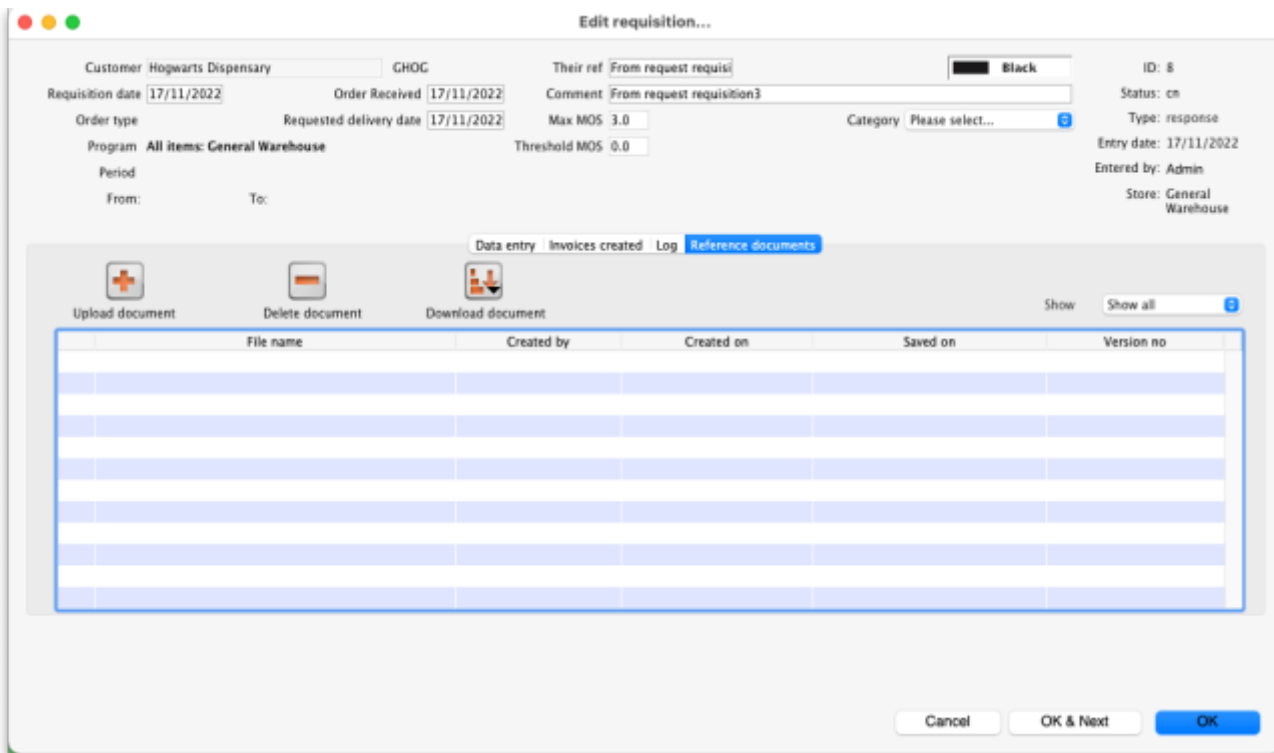 Edit requisition...
Customer Hogwarts Dispensary GHOG Their ref From request requisi Black ID: 8
Requisition date 17/11/2022 Order Received 17/11/2022 Comment From request requisition3 Status: cn
Order type Requested delivery date 17/11/2022 Max MOS 3.0 Category Please select... Type: response
Program All items: General Warehouse Threshold MOS 0.0 Entry date: 17/11/2022
Period Entered by: Admin
From: To: Store: General
Warehouse
Data entry Invoices created Log Reference documents
Upload document Delete document Download document Show Show all
File name Created by Created on Saved on Version no
Cancel OK & Next OK